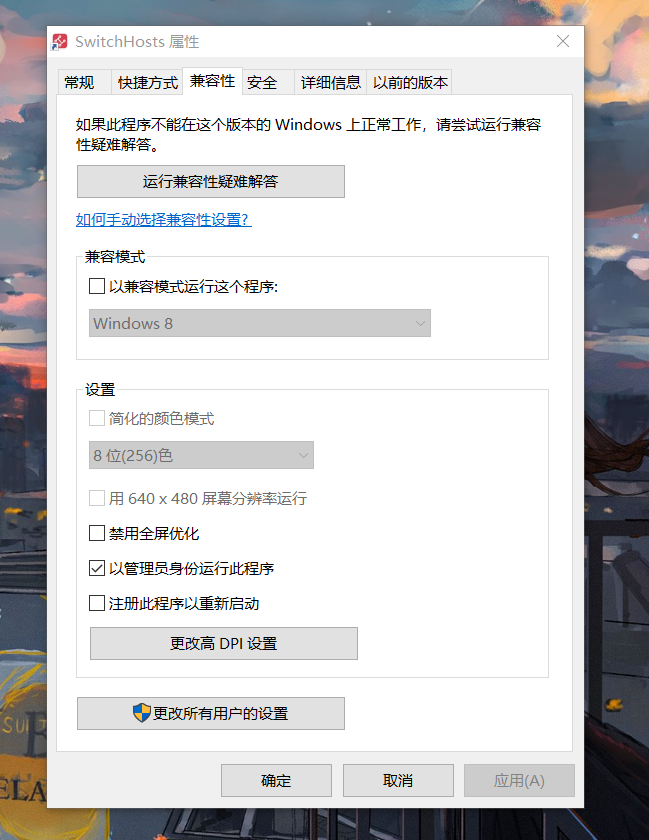 SwitchHosts 属性
常规 快捷方式 兼容性 安全 详细信息 以前的版本
如果此程序不能在这个版本的 Windows 上正常工作，请尝试运行兼容
性疑难解答。
运行兼容性疑难解答
如何手动选择兼容性设置?
兼容模式
以兼容模式运行这个程序:
Windows 8
设置
简化的颜色模式
8 位(256)色
用 640 x 480 屏幕分辨率运行
禁用全屏优化
以管理员身份运行此程序
注册此程序以重新启动
更改高 DPI 设置
更改所有用户的设置
确定 取消 应用(A)